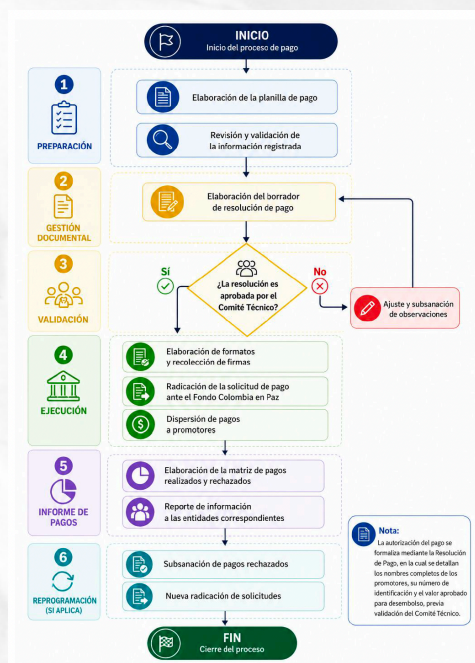 INICIO
Inicio del proceso de pago
1
PREPARACIÓN
Elaboración de la planilla de pago
Revisión y validación de
la información registrada
2
GESTIÓN
DOCUMENTAL
Elaboración del borrador
de resolución de pago
3
VALIDACIÓN
Sí
¿La resolución es
aprobada por el
Comité Técnico?
No
Ajuste y subsanación
de observaciones
4
EJECUCIÓN
Elaboración de formatos
y recolección de firmas
Radicación de la solicitud de pago
ante el Fondo Colombia en Paz
Dispersión de pagos
a promotores
5
INFORME DE
PAGOS
Elaboración de la matriz de pagos
realizados y rechazados
Reporte de información
a las entidades correspondientes
6
REPROGRAMACIÓN
(SI APLICA)
Subsanación de pagos rechazados
Nueva radicación de solicitudes
Nota:
La autorización del pago se
formaliza mediante la Resolución
de Pago, en la cual se detallan
los nombres completos de los
promotores, su número de
identificación y el valor aprobado
para desembolso, previa
validación del Comité Técnico.
FIN
Cierre del proceso